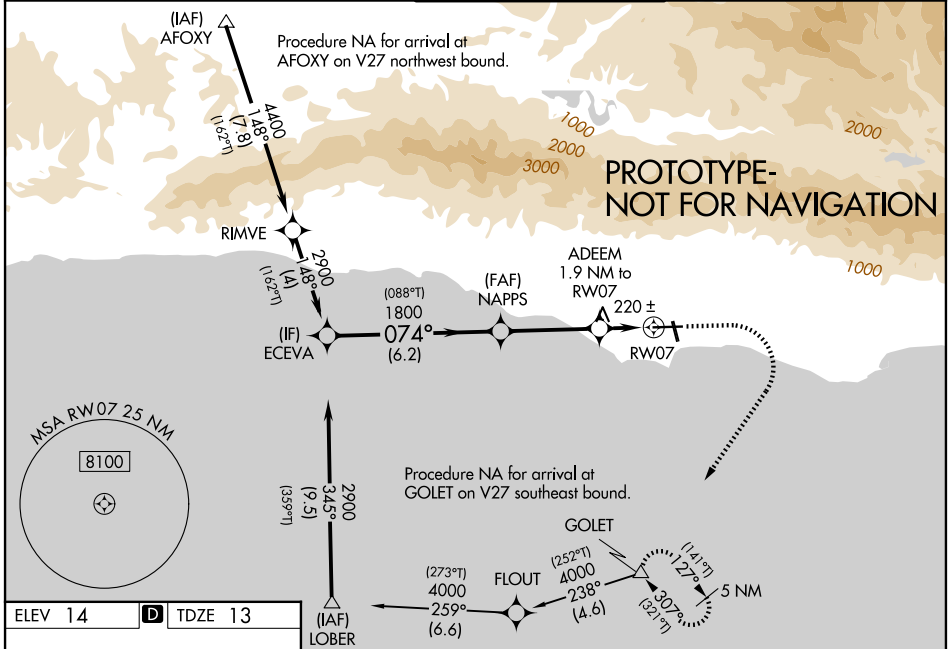 (IAF)
AFOXY
Procedure NA for arrival at
AFOXY on V27 northwest bound.
4400
148°
(7.8)
(162°T)
1000
2000
3000
2000
PROTOTYPE-
NOT FOR NAVIGATION
1000
RIMVE
2900
148°
(4)
(162°T)
(IF)
ECEVA
(088°T)
1800
074°
(6.2)
(FAF)
NAPPS
ADEEM
1.9 NM to
RW07
220 ±
RW07
MSA RW07 25 NM
8100
2900
345°
(9.5)
(359°T)
Procedure NA for arrival at
GOLET on V27 southeast bound.
GOLET
(141°T)
127°
5 NM
307°
(321°T)
(252°T)
4000
238°
(4.6)
FLOUT
(273°T)
4000
259°
(6.6)
(IAF)
LOBER
ELEV 14 D TDZE 13